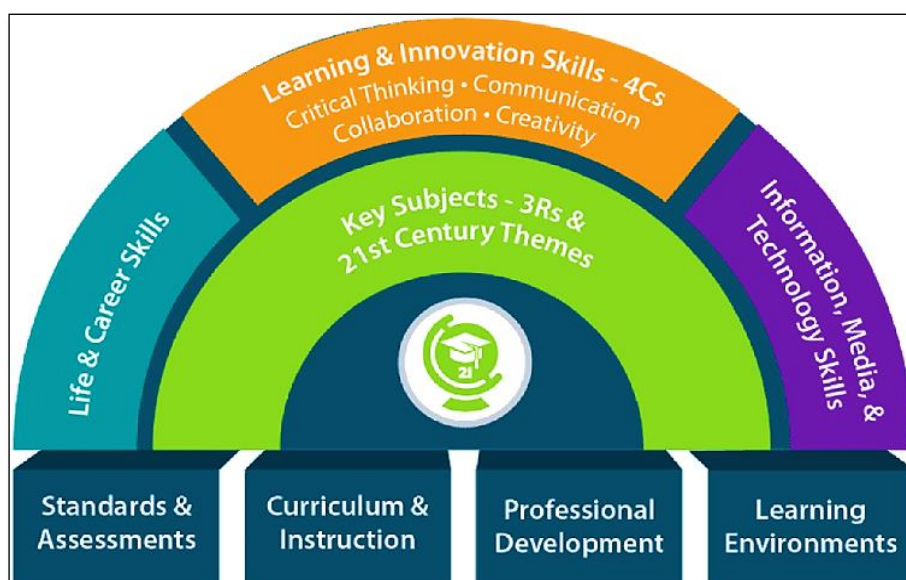 Learning & Innovation Skills - 4Cs
Critical Thinking • Communication
Collaboration • Creativity
Life & Career Skills
Key Subjects - 3Rs &
21st Century Themes
Information, Media, &
Technology Skills
21
Standards &
Assessments
Curriculum &
Instruction
Professional
Development
Learning
Environments